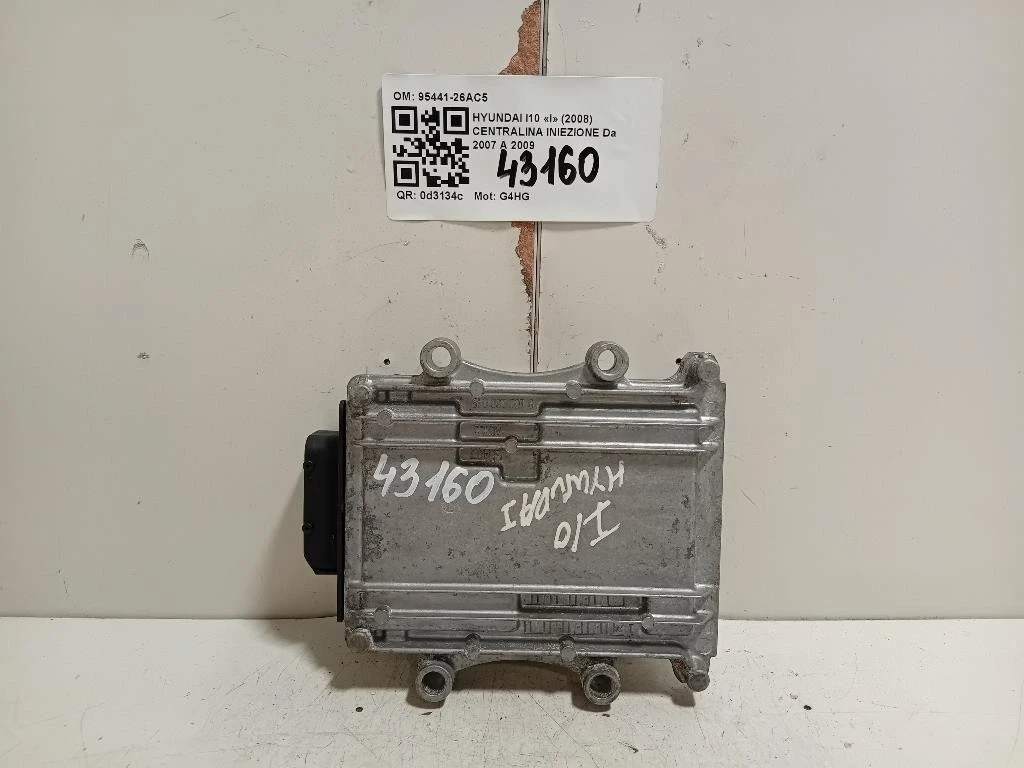 OM: 95441-26AC5
HYUNDAI I10 «I» (2008)
CENTRALINA INIEZIONE Da
2007 A 2009
43160
QR: 0d3134c Mot: G4HG
43160
HYUNDAI
I10